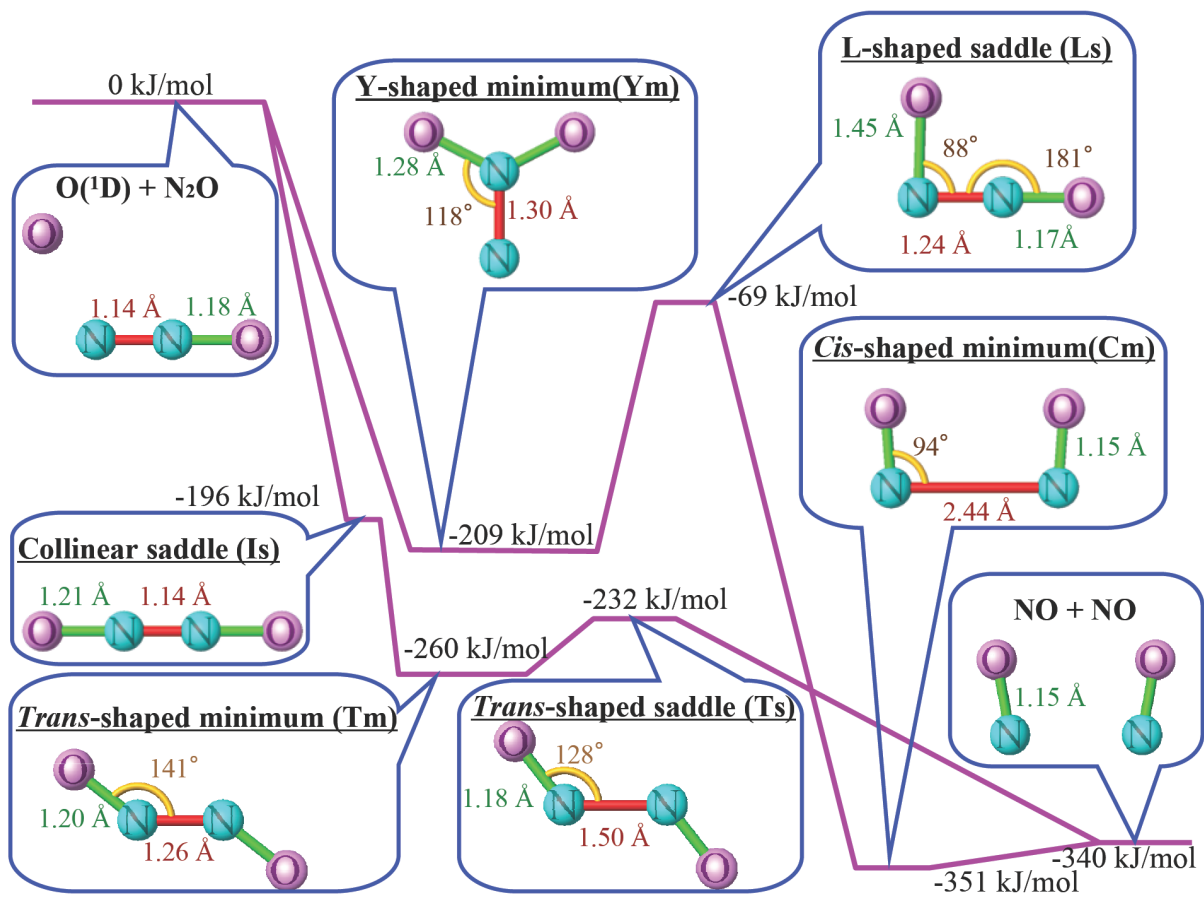 0 kJ/mol
O(¹D) + N₂O
O
1.14 Å
1.18 Å
N
N
O
Y-shaped minimum(Ym)
O
O
1.28 Å
N
118°
1.30 Å
N
L-shaped saddle (Ls)
O
1.45 Å
88°
181°
N
N
O
1.24 Å
1.17Å
-69 kJ/mol
Cis-shaped minimum(Cm)
O
O
94°
1.15 Å
N
N
2.44 Å
-196 kJ/mol
Collinear saddle (Is)
1.21 Å
1.14 Å
O
N
N
O
-209 kJ/mol
-232 kJ/mol
-260 kJ/mol
NO + NO
O
O
1.15 Å
N
N
Trans-shaped minimum (Tm)
O
141°
1.20 Å
N
N
1.26 Å
O
Trans-shaped saddle (Ts)
O
128°
1.18 Å
N
N
1.50 Å
O
-340 kJ/mol
-351 kJ/mol